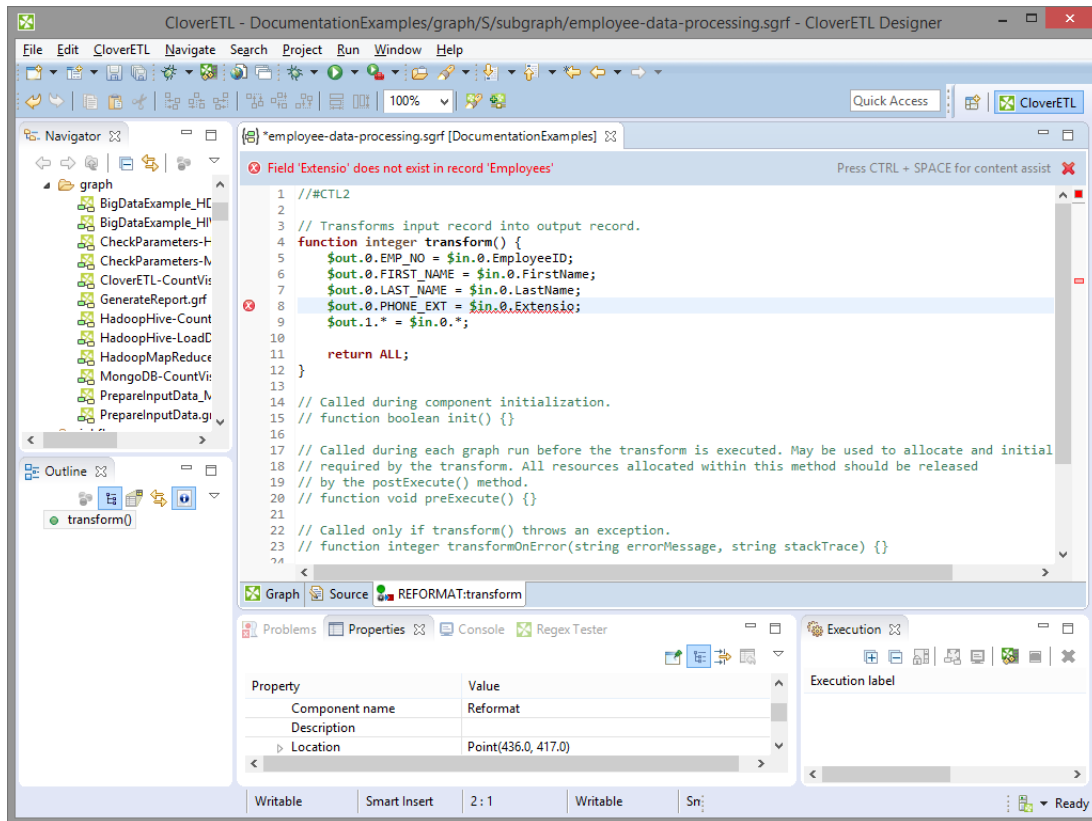 CloverETL - DocumentationExamples/graph/S/subgraph/employee-data-processing.sgrf - CloverETL Designer
File Edit CloverETL Navigate Search Project Run Window Help
100% Quick Access CloverETL
Navigator
graph
BigDataExample_HD
BigDataExample_HI
CheckParameters-H
CheckParameters-M
CloverETL-CountVis
GenerateReport.grf
HadoopHive-Count
HadoopHive-LoadD
HadoopMapReduce
MongoDB-CountVis
PrepareInputData_M
PrepareInputData.gr
Outline
transform()
*employee-data-processing.sgrf [DocumentationExamples]
Field 'Extensio' does not exist in record 'Employees' Press CTRL + SPACE for content assist
1 //#CTL2
2
3 // Transforms input record into output record.
4 function integer transform() {
5 $out.0.EMP_NO = $in.0.EmployeeID;
6 $out.0.FIRST_NAME = $in.0.FirstName;
7 $out.0.LAST_NAME = $in.0.LastName;
8 $out.0.PHONE_EXT = $in.0.Extensio;
9 $out.1.* = $in.0.*;
10
11 return ALL;
12 }
13
14 // Called during component initialization.
15 // function boolean init() {}
16
17 // Called during each graph run before the transform is executed. May be used to allocate and initial
18 // required by the transform. All resources allocated within this method should be released
19 // by the postExecute() method.
20 // function void preExecute() {}
21
22 // Called only if transform() throws an exception.
23 // function integer transformOnError(string errorMessage, string stackTrace) {}
24
Graph Source REFORMAT:transform
Problems Properties Console Regex Tester
Property Value
Component name Reformat
Description
Location Point(436.0, 417.0)
Execution
Execution label
Writable Smart Insert 2 : 1 Writable Sm Ready